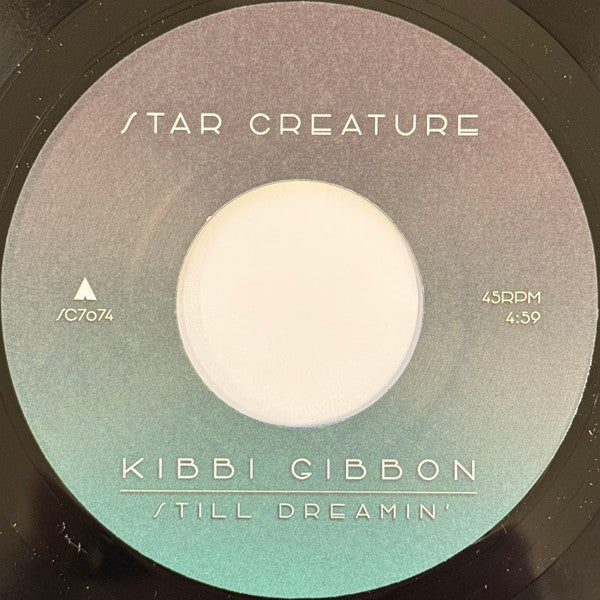 STAR CREATURE
SC7074
45RPM
4:59
KIBBI GIBBON
STILL DREAMIN'